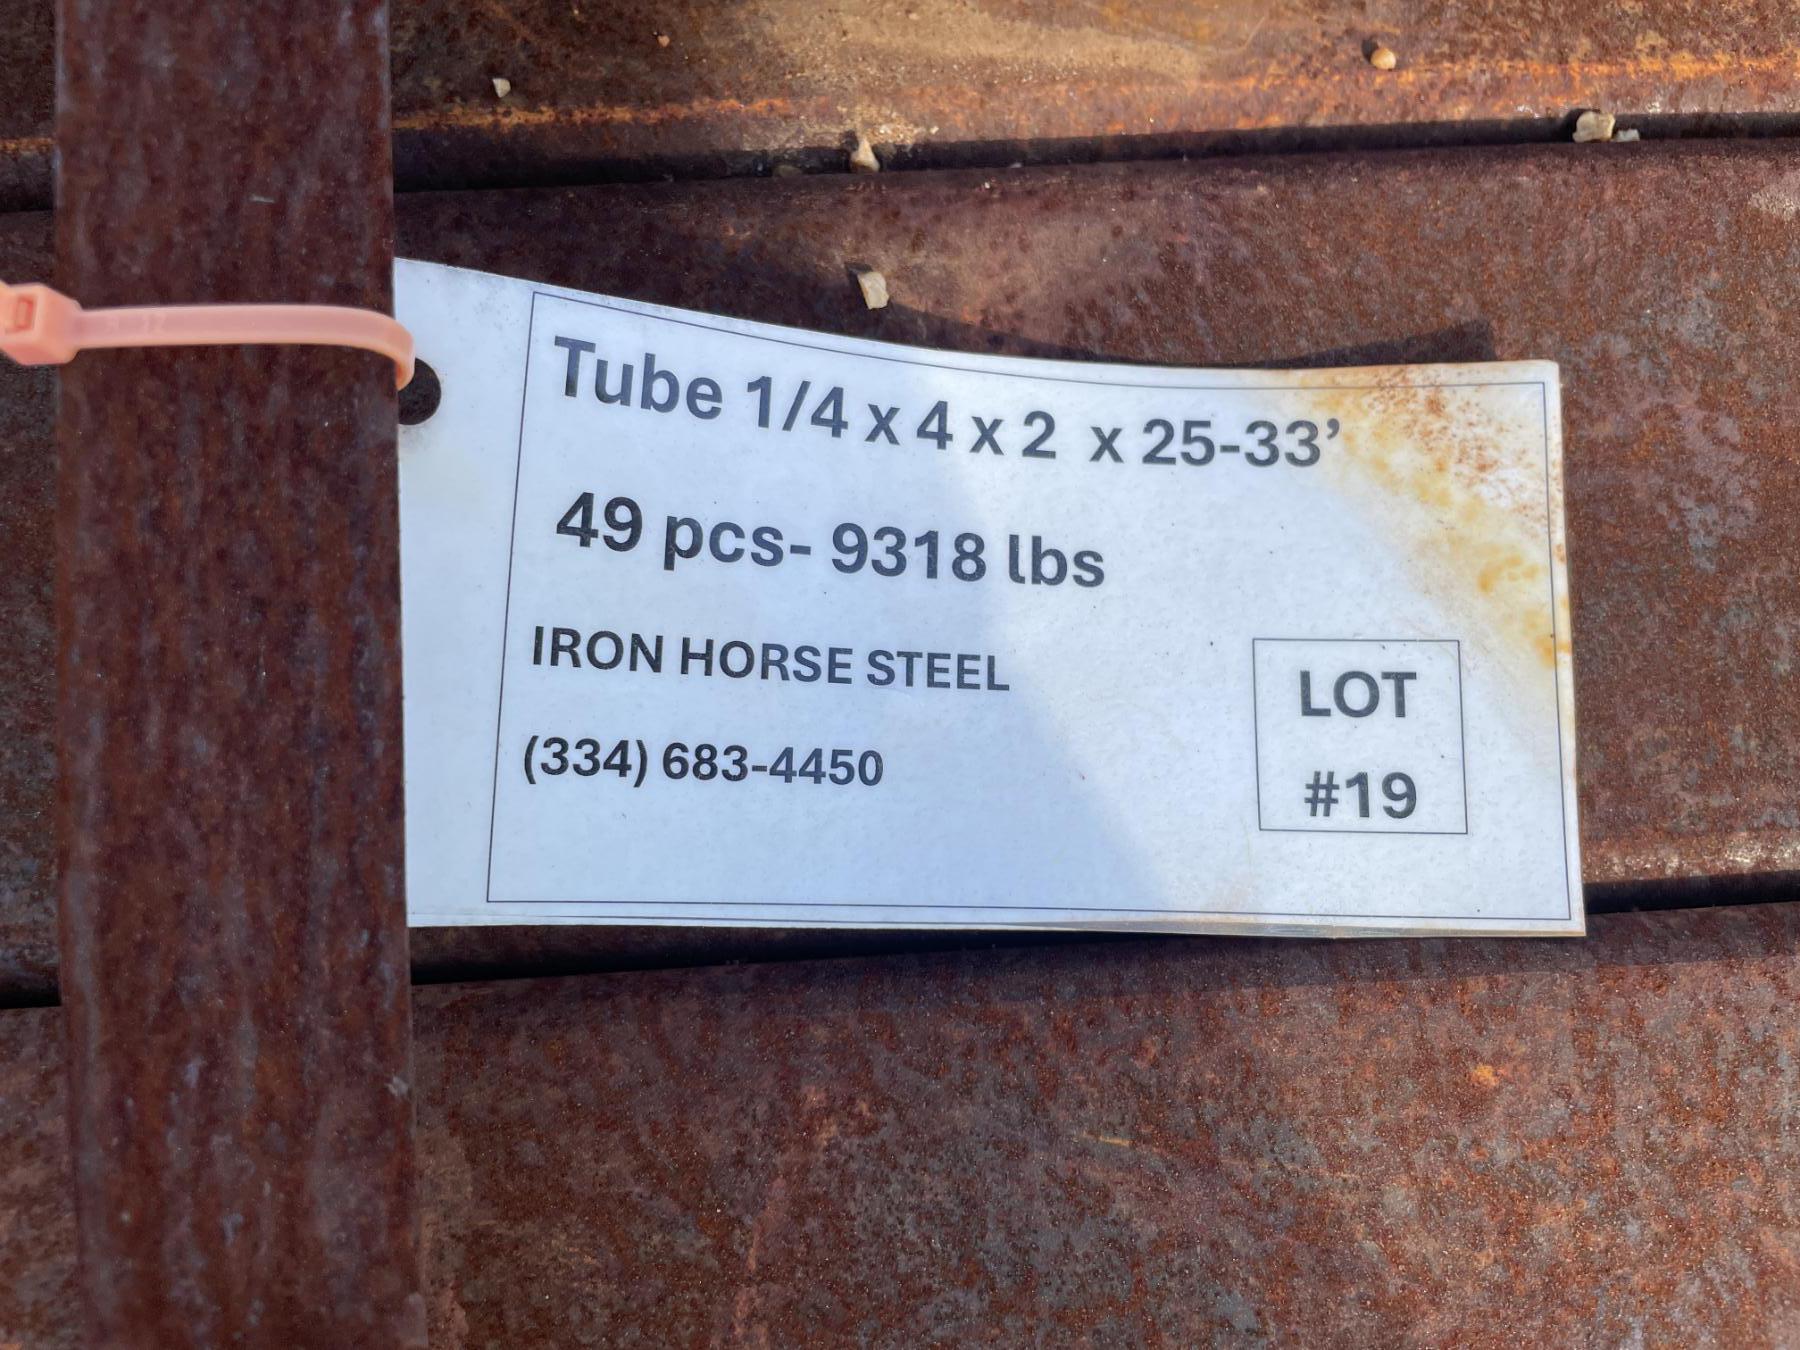 Tube 1/4 x 4 x 2 x 25-33’
49 pcs- 9318 lbs
IRON HORSE STEEL
(334) 683-4450
LOT
#19